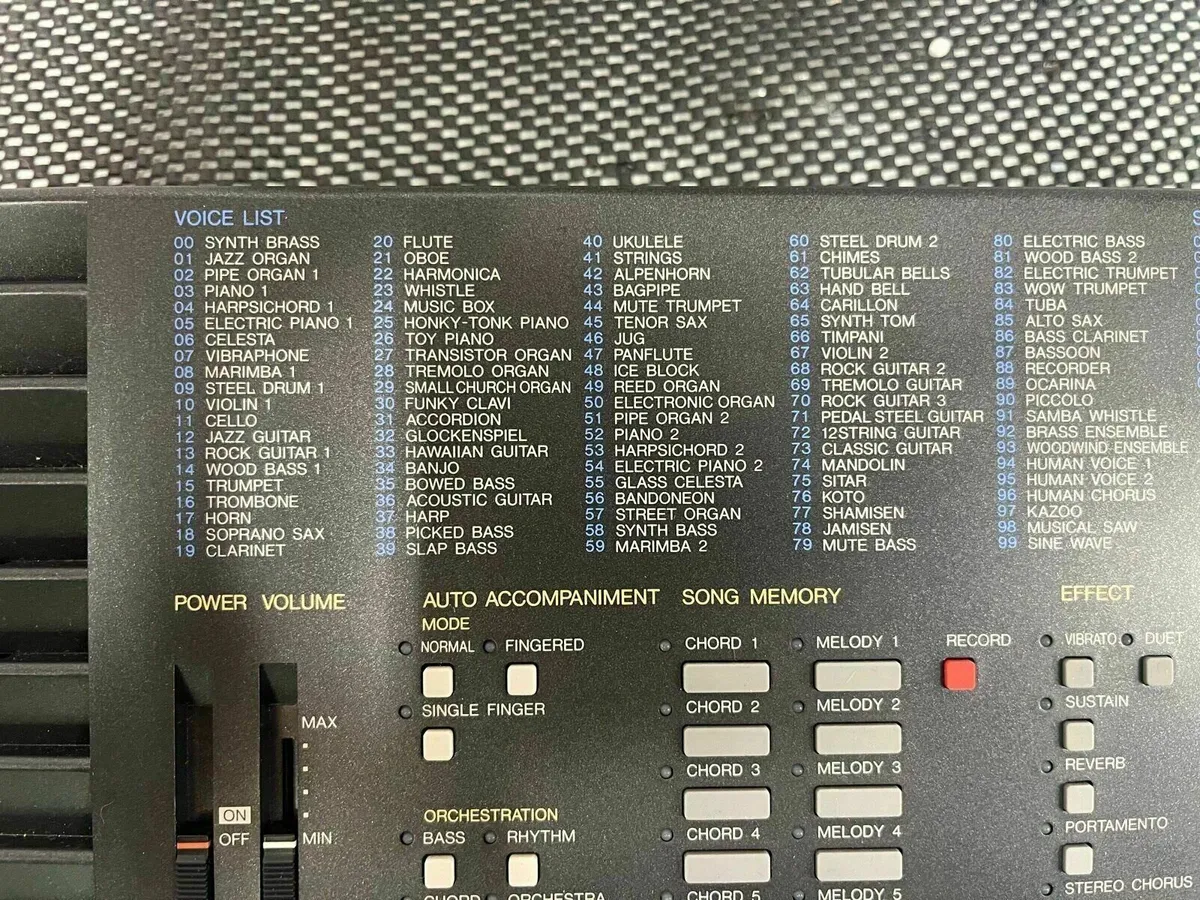 VOICE LIST
00 SYNTH BRASS
01 JAZZ ORGAN
02 PIPE ORGAN 1
03 PIANO 1
04 HARPSICHORD 1
05 ELECTRIC PIANO 1
06 CELESTA
07 VIBRAPHONE
08 MARIMBA 1
09 STEEL DRUM 1
10 VIOLIN 1
11 CELLO
12 JAZZ GUITAR
13 ROCK GUITAR 1
14 WOOD BASS 1
15 TRUMPET
16 TROMBONE
17 HORN
18 SOPRANO SAX
19 CLARINET
20 FLUTE
21 OBOE
22 HARMONICA
23 WHISTLE
24 MUSIC BOX
25 HONKY-TONK PIANO
26 TOY PIANO
27 TRANSISTOR ORGAN
28 TREMOLO ORGAN
29 SMALL CHURCH ORGAN
30 FUNKY CLAVI
31 ACCORDION
32 GLOCKENSPIEL
33 HAWAIIAN GUITAR
34 BANJO
35 BOWED BASS
36 ACOUSTIC GUITAR
37 HARP
38 PICKED BASS
39 SLAP BASS
40 UKULELE
41 STRINGS
42 ALPENHORN
43 BAGPIPE
44 MUTE TRUMPET
45 TENOR SAX
46 JUG
47 PANFLUTE
48 ICE BLOCK
49 REED ORGAN
50 ELECTRONIC ORGAN
51 PIPE ORGAN 2
52 PIANO 2
53 HARPSICHORD 2
54 ELECTRIC PIANO 2
55 GLASS CELESTA
56 BANDONEON
57 STREET ORGAN
58 SYNTH BASS
59 MARIMBA 2
60 STEEL DRUM 2
61 CHIMES
62 TUBULAR BELLS
63 HAND BELL
64 CARILLON
65 SYNTH TOM
66 TIMPANI
67 VIOLIN 2
68 ROCK GUITAR 2
69 TREMOLO GUITAR
70 ROCK GUITAR 3
71 PEDAL STEEL GUITAR
72 12STRING GUITAR
73 CLASSIC GUITAR
74 MANDOLIN
75 SITAR
76 KOTO
77 SHAMISEN
78 JAMISEN
79 MUTE BASS
80 ELECTRIC BASS
81 WOOD BASS 2
82 ELECTRIC TRUMPET
83 WOW TRUMPET
84 TUBA
85 ALTO SAX
86 BASS CLARINET
87 BASSOON
88 RECORDER
89 OCARINA
90 PICCOLO
91 SAMBA WHISTLE
92 BRASS ENSEMBLE
93 WOODWIND ENSEMBLE
94 HUMAN VOICE 1
95 HUMAN VOICE 2
96 HUMAN CHORUS
97 KAZOO
98 MUSICAL SAW
99 SINE WAVE
POWER VOLUME
MAX
ON
OFF
MIN
AUTO ACCOMPANIMENT
MODE
NORMAL FINGERED
SINGLE FINGER
ORCHESTRATION
BASS RHYTHM
CHORD ORCHESTRA
SONG MEMORY
CHORD 1 MELODY 1 RECORD
CHORD 2 MELODY 2
CHORD 3 MELODY 3
CHORD 4 MELODY 4
CHORD 5 MELODY 5
EFFECT
VIBRATO DUET
SUSTAIN
REVERB
PORTAMENTO
STEREO CHORUS